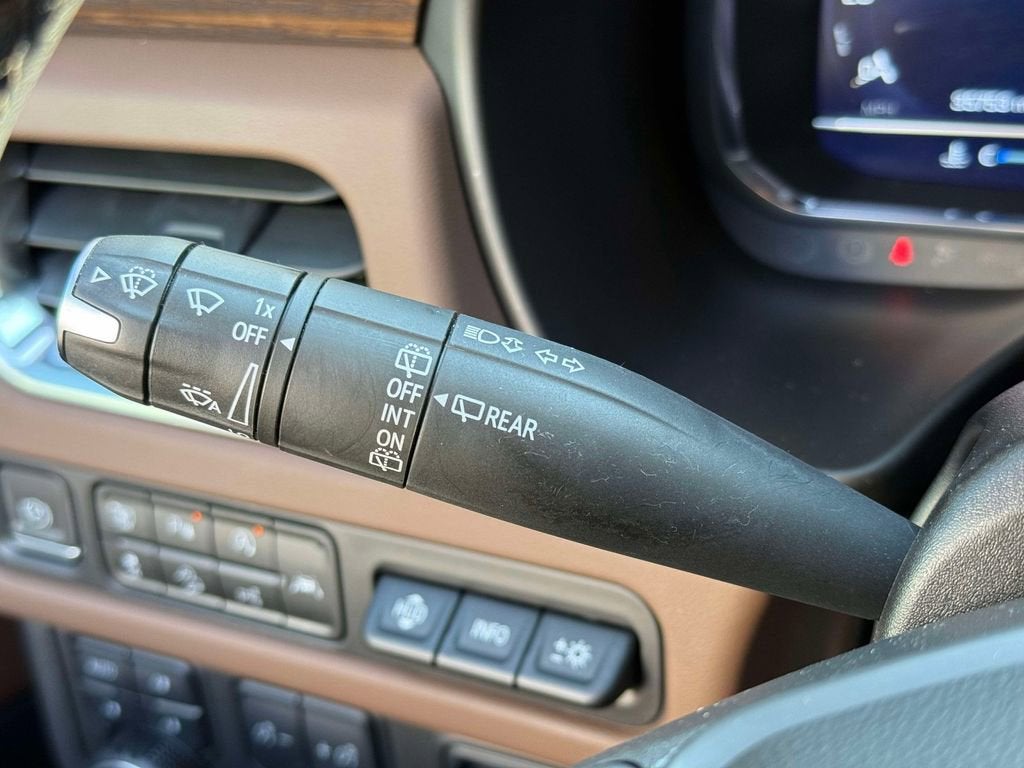 1x
OFF
A
OFF
INT
ON
REAR
INFO